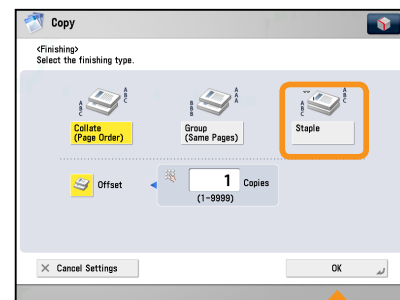 Copy
<Finishing>
Select the finishing type.
A B C
A B C
B B B
A A A
A B C
A B C
Collate
(Page Order)
Group
(Same Pages)
Staple
Offset
1 Copies
(1-9999)
× Cancel Settings
OK